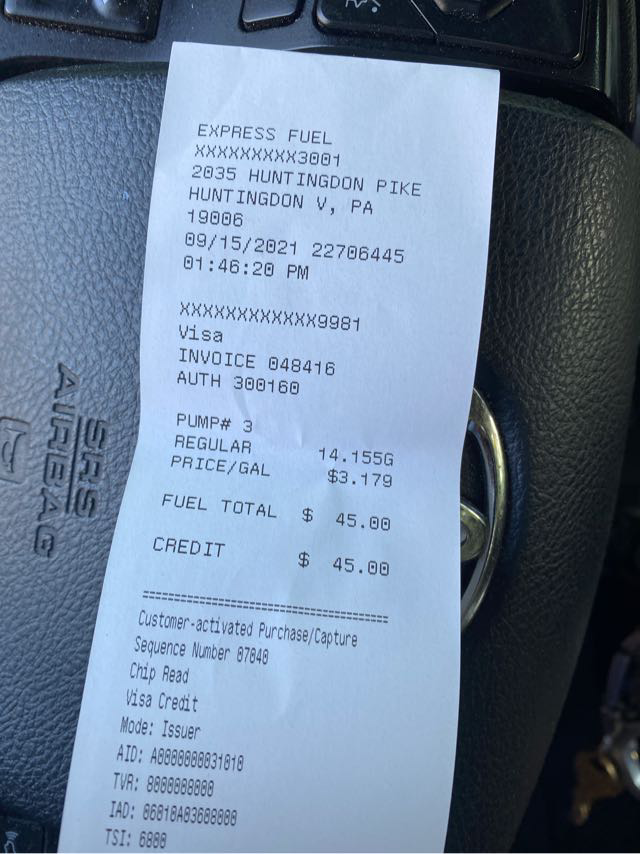 EXPRESS FUEL
XXXXXXXXX3001
2035 HUNTINGDON PIKE
HUNTINGDON V, PA
19006
09/15/2021 22706445
01:46:20 PM
XXXXXXXXXXXX9981
Visa
INVOICE 048416
AUTH 300160
PUMP# 3
REGULAR 14.155G
PRICE/GAL $3.179
FUEL TOTAL $ 45.00
CREDIT $ 45.00
=====================================
Customer-activated Purchase/Capture
Sequence Number 07040
Chip Read
Visa Credit
Mode: Issuer
AID: A0000000031010
TVR: 8000008000
IAD: 06010A03600000
TSI: 6800
SRS
AIRBAG